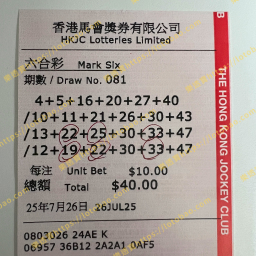 香港馬會獎券有限公司
HKJC Lotteries Limited
六合彩 Mark Six
期數 / Draw No. 081
4+5+16+20+27+40
/10+11+21+26+30+43
/13+22+25+30+33+47
/12+19+22+30+33+47
每注 Unit Bet $10.00
總額 Total $40.00
25年7月26日 26JUL25
0803026 24AE K
06957 36B12 2A2A1 0AF5
THE HONG KONG JOCKEY CLUB